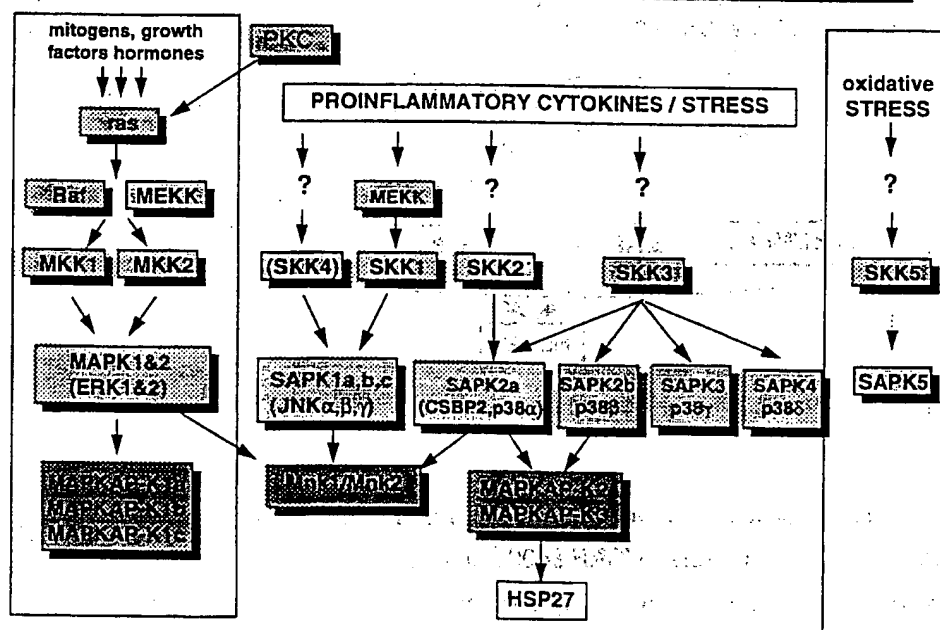 mitogens, growth
factors hormones
PKC
ras
Raf
MEKK
MKK1
MKK2
MAPK1&2
(ERK1&2)
MAPKAP-K1a
MAPKAP-K1b
MAPKAP-K1c
PROINFLAMMATORY CYTOKINES / STRESS
?
MEKK
?
?
(SKK4)
SKK1
SKK2
SKK3
SAPK1a,b,c
(JNKα,β,γ)
SAPK2a
(CSBP2,p38α)
SAPK2b
p38β
SAPK3
p38γ
SAPK4
p38δ
Mnk1/Mnk2
MAPKAP-K2
MAPKAP-K3
HSP27
oxidative
STRESS
?
SKK5
SAPK5